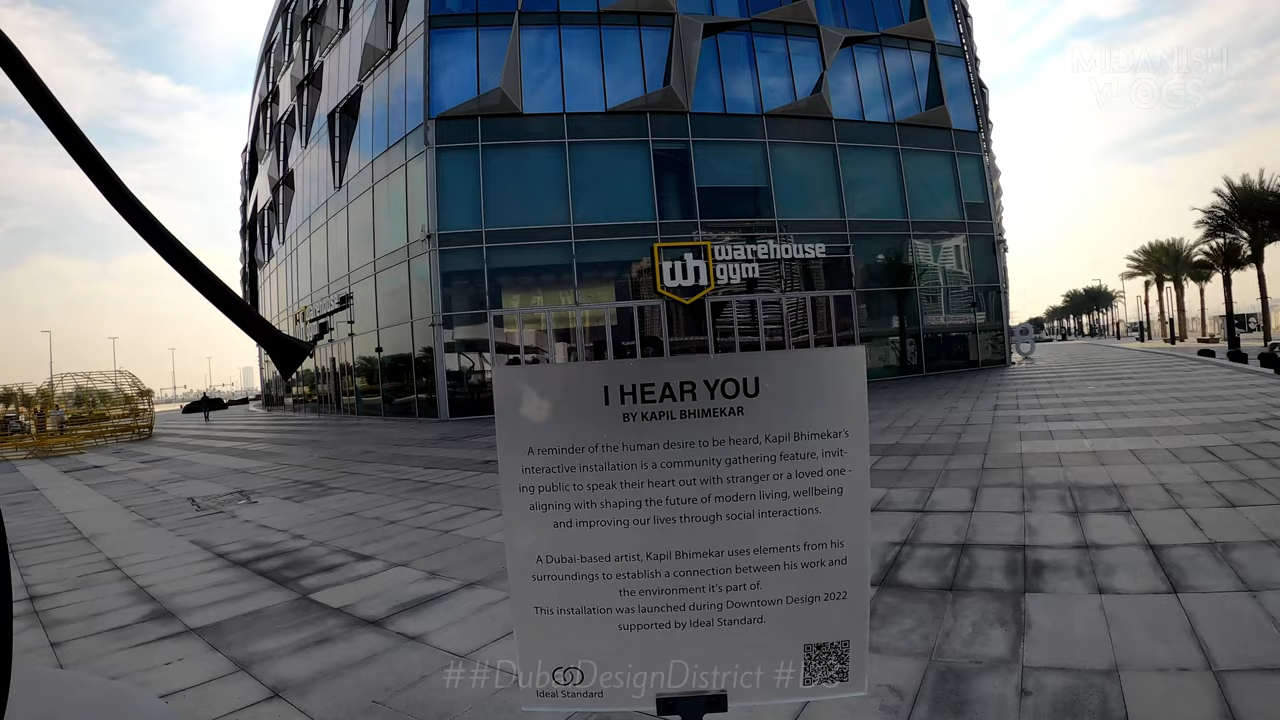 MIDANISH
VLOGS
wh warehouse
gym
warehouse
I HEAR YOU
BY KAPIL BHIMEKAR
A reminder of the human desire to be heard, Kapil Bhimekar's
interactive installation is a community gathering feature, invit-
ing public to speak their heart out with stranger or a loved one -
aligning with shaping the future of modern living, wellbeing
and improving our lives through social interactions.
A Dubai-based artist, Kapil Bhimekar uses elements from his
surroundings to establish a connection between his work and
the environment it's part of.
This installation was launched during Downtown Design 2022
supported by Ideal Standard.
Ideal Standard
##DubaiDesignDistrict